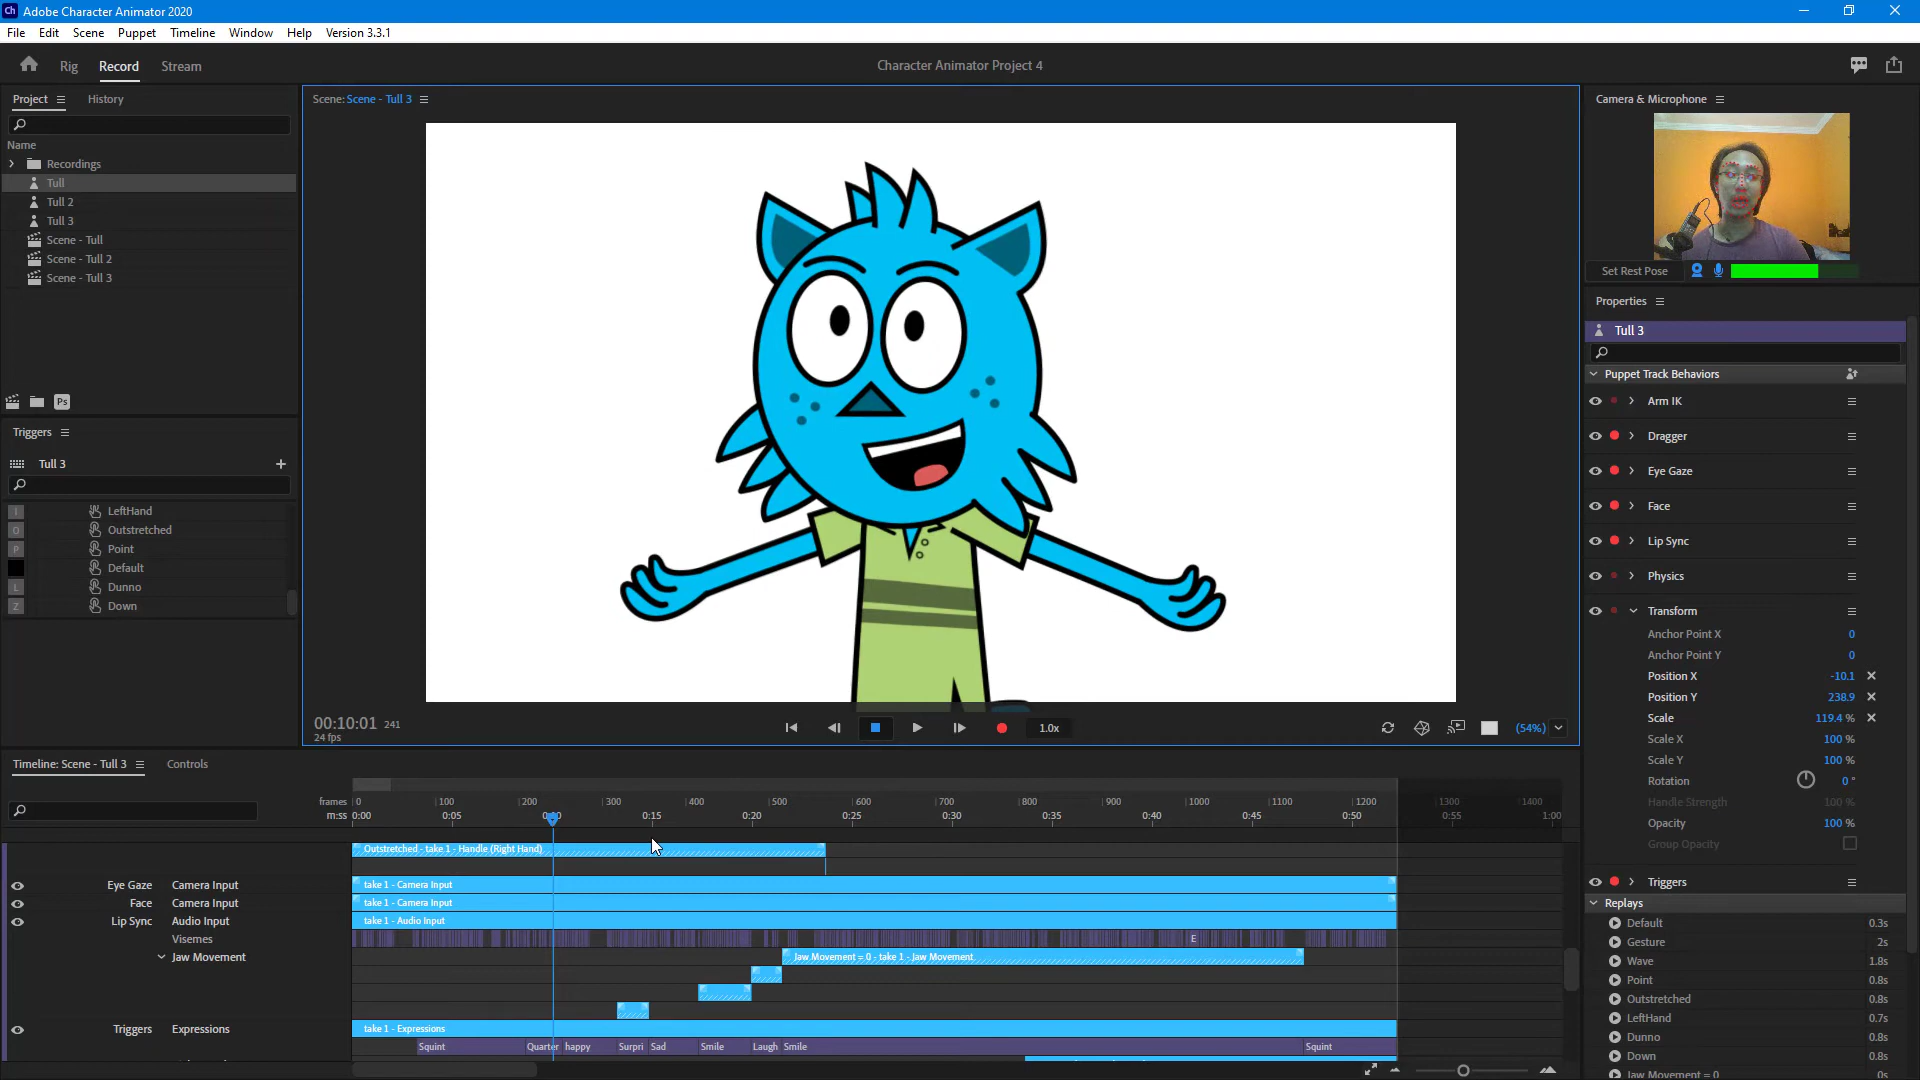 Ch Adobe Character Animator 2020
File Edit Scene Puppet Timeline Window Help Version 3.3.1
Rig Record Stream Character Animator Project 4
Project History
Name
Recordings
Tull
Tull 2
Tull 3
Scene - Tull
Scene - Tull 2
Scene - Tull 3
Ps
Triggers
Tull 3
I LeftHand
O Outstretched
P Point
Default
L Dunno
Z Down
Scene: Scene - Tull 3
00:10:01 241
24 fps
1.0x
(54%)
Camera & Microphone
Set Rest Pose
Properties
Tull 3
Puppet Track Behaviors
Arm IK
Dragger
Eye Gaze
Face
Lip Sync
Physics
Transform
Anchor Point X 0
Anchor Point Y 0
Position X -10.1
Position Y 238.9
Scale 119.4 %
Scale X 100 %
Scale Y 100 %
Rotation 0 °
Handle Strength 100 %
Opacity 100 %
Group Opacity
Triggers
Replays
Default 0.3s
Gesture 2s
Wave 1.8s
Point 0.8s
Outstretched 0.8s
LeftHand 0.7s
Dunno 0.8s
Down 0.8s
Jaw Movement = 0 0s
Timeline: Scene - Tull 3 Controls
frames 0 100 200 300 400 500 600 700 800 900 1000 1100 1200 1300 1400
m:ss 0:00 0:05 0:15 0:20 0:25 0:30 0:35 0:40 0:45 0:50 0:55 1:00
Outstretched - take 1 - Handle (Right Hand)
Eye Gaze Camera Input take 1 - Camera Input
Face Camera Input take 1 - Camera Input
Lip Sync Audio Input take 1 - Audio Input
Visemes E
Jaw Movement Jaw Movement = 0 - take 1 - Jaw Movement
Triggers Expressions take 1 - Expressions
Squint Quarter happy Surpri Sad Smile Laugh Smile Squint